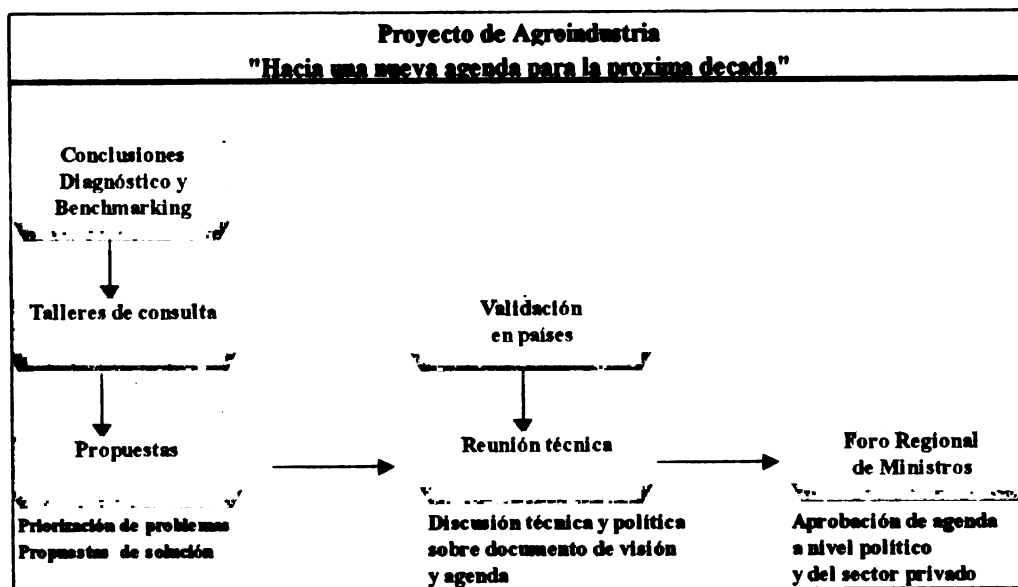 Proyecto de Agroindustria
"Hacia una nueva agenda para la proxima decada"
Conclusiones
Diagnóstico y
Benchmarking
Talleres de consulta
Validación
en países
Propuestas
Reunión técnica
Foro Regional
de Ministros
Priorización de problemas
Propuestas de solución
Discusión técnica y política
sobre documento de visión
y agenda
Aprobación de agenda
a nivel político
y del sector privado